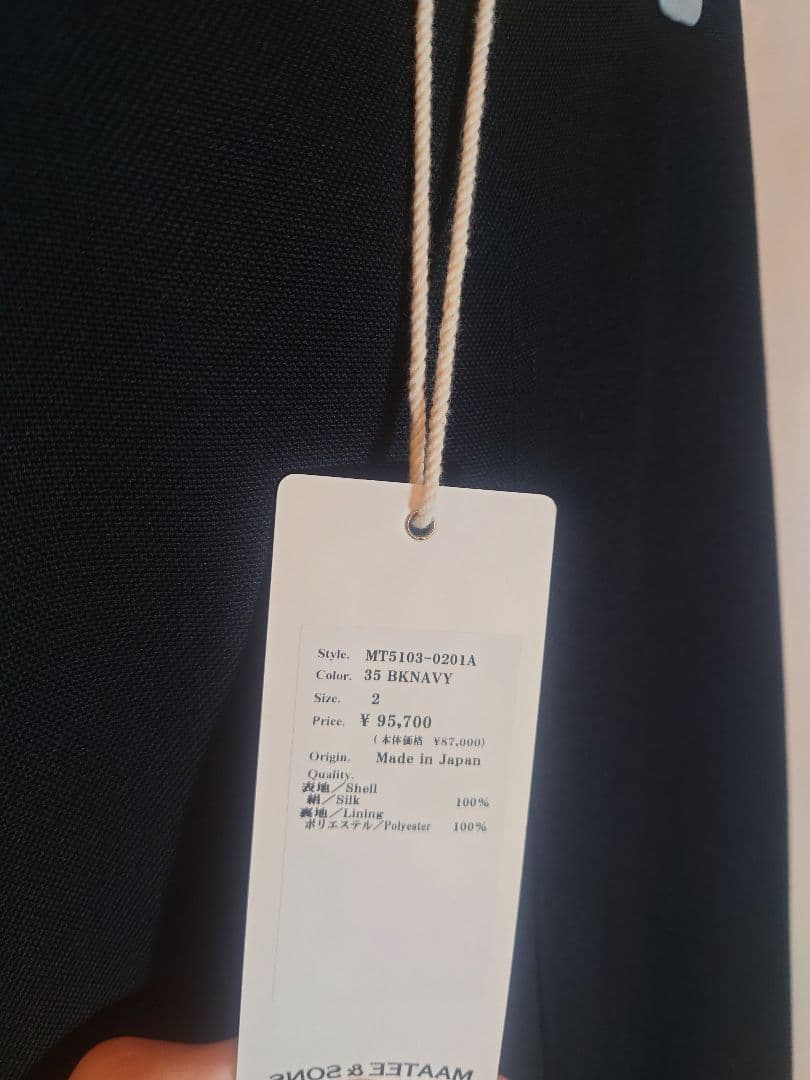 Style. MT5103-0201A
Color. 35 BKNAVY
Size. 2
Price. ¥ 95,700
(本体価格 ¥87,000)
Origin. Made in Japan
Quality.
表地/Shell
絹/Silk 100%
裏地/Lining
ポリエステル/Polyester 100%
MAATEE & SONS